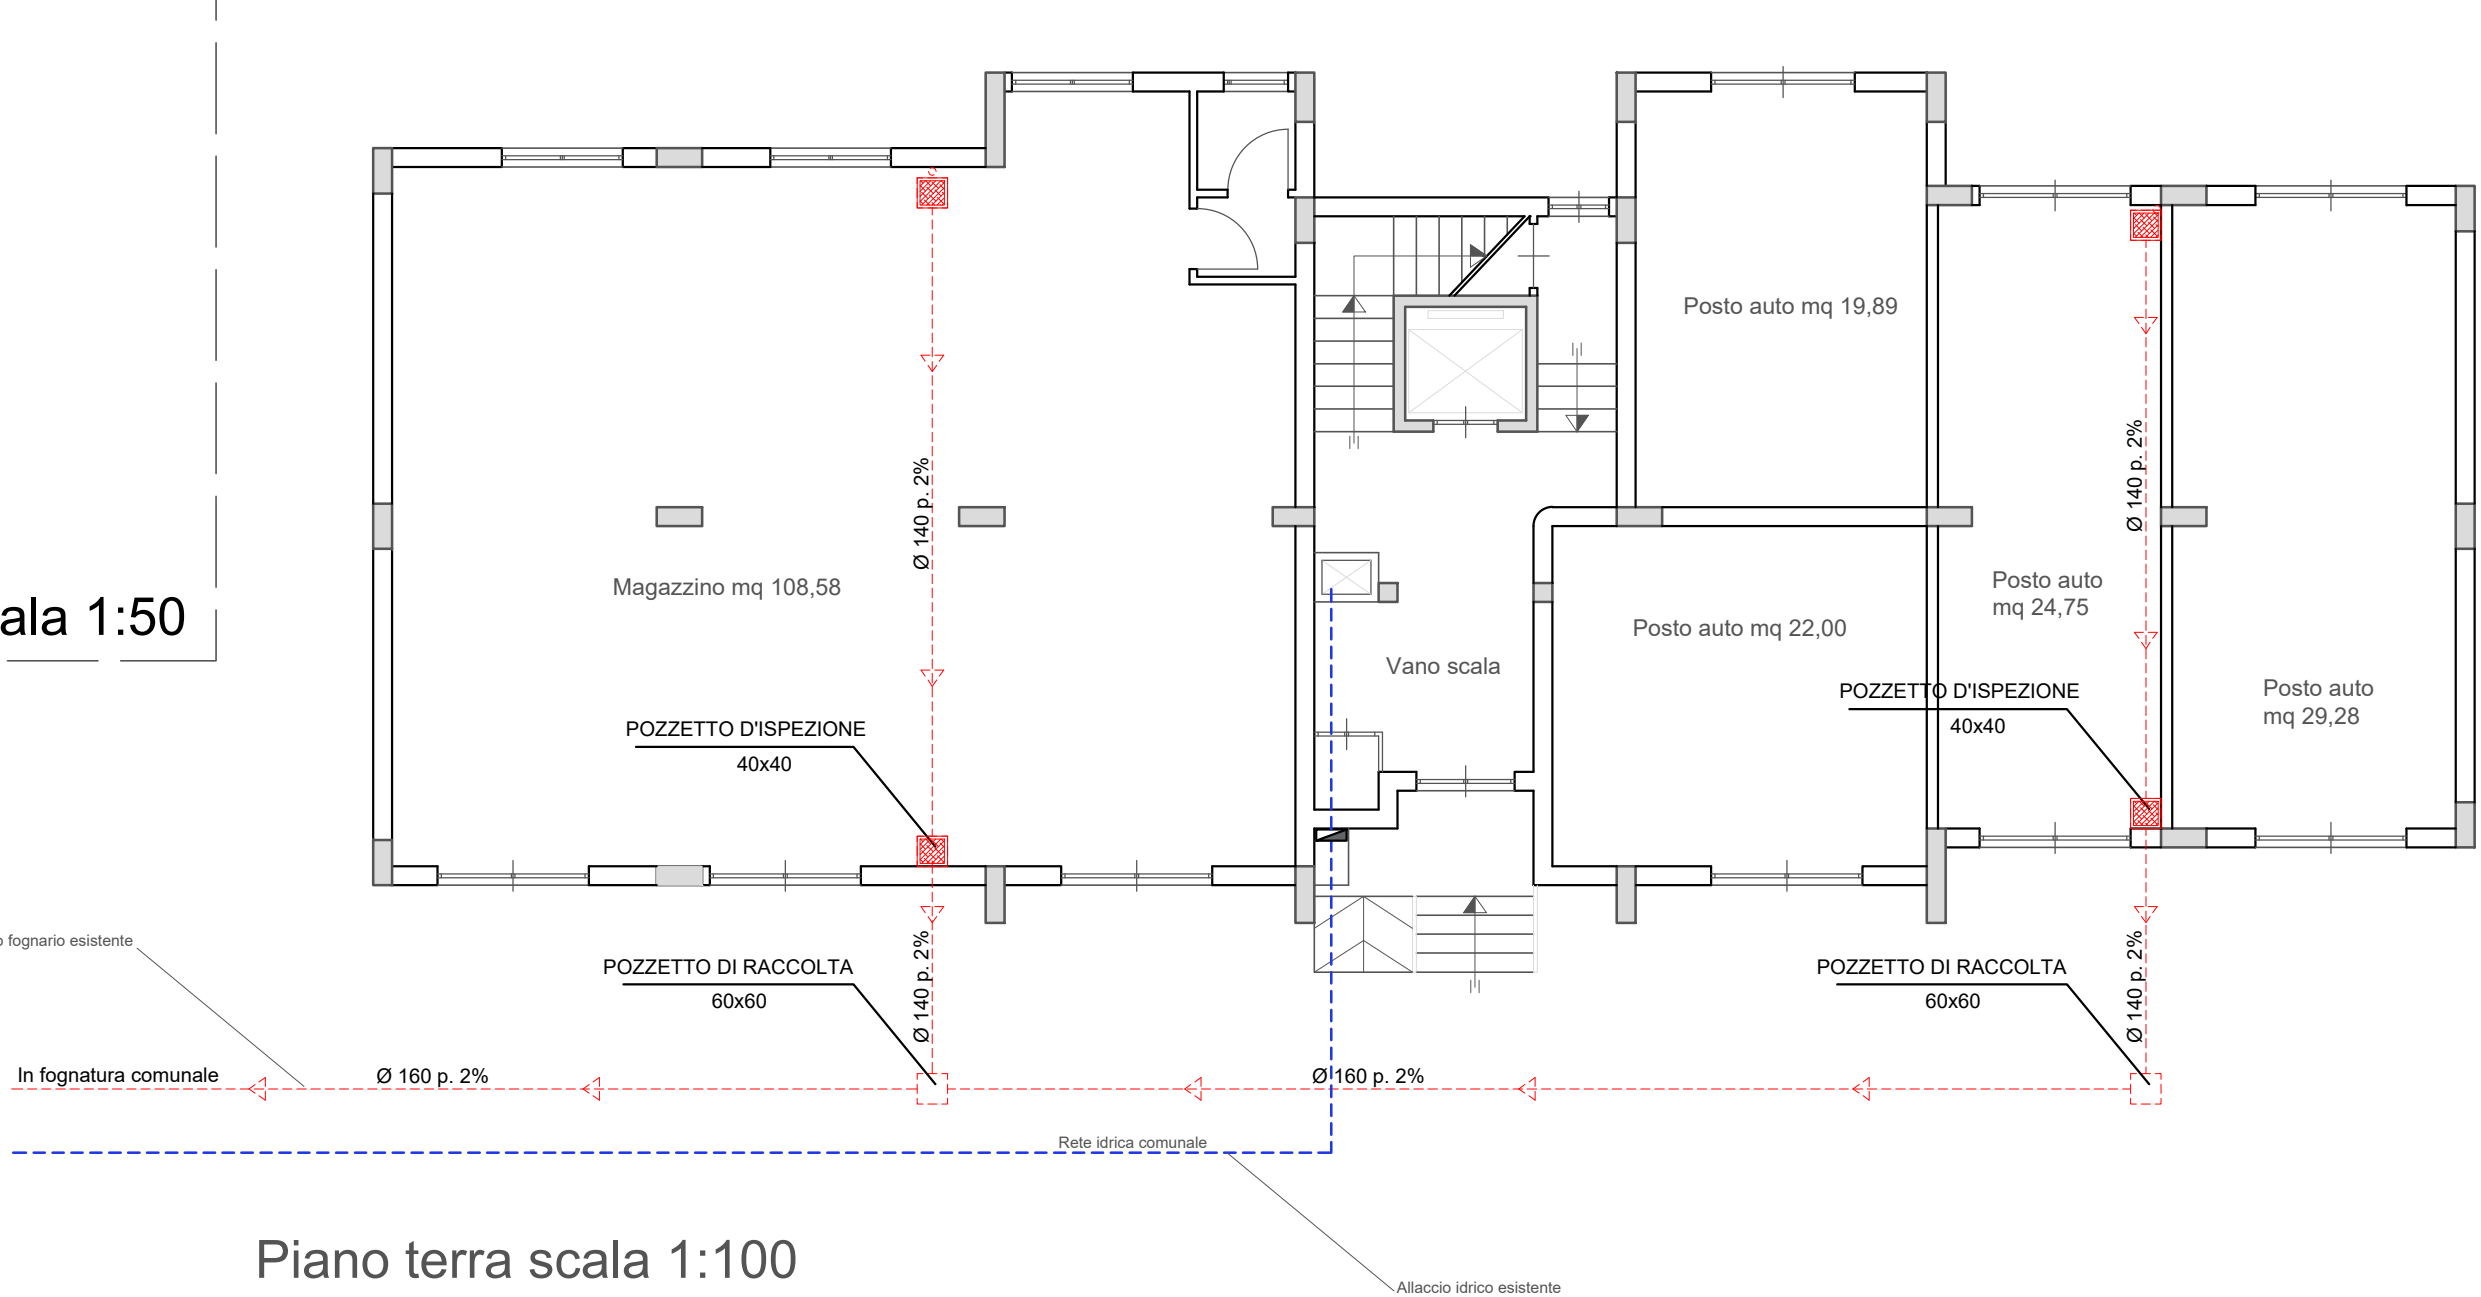 Posto auto mq 19,89
Ø 140 p. 2%
Ø 140 p. 2%
Magazzino mq 108,58
Posto auto
mq 24,75
1:50
Posto auto mq 22,00
Vano scala
POZZETTO D'ISPEZIONE
40x40
Posto auto
mq 29,28
POZZETTO D'ISPEZIONE
40x40
fognario esistente
POZZETTO DI RACCOLTA
60x60
Ø 140 p. 2%
POZZETTO DI RACCOLTA
60x60
Ø 140 p. 2%
In fognatura comunale
Ø 160 p. 2%
Ø 160 p. 2%
Rete idrica comunale
Piano terra scala 1:100
Allaccio idrico esistente